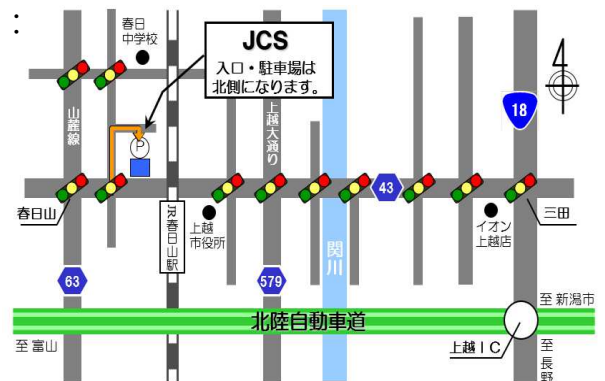 春日
中学校
JCS
入口・駐車場は
北側になります。
4
18
山麓線
上越大通り
P
43
春日山
JR春日山駅
上越
市役所
関川
イオン
上越店
三田
63
579
至 新潟市
北陸自動車道
至 富山
上越IC
至 長野